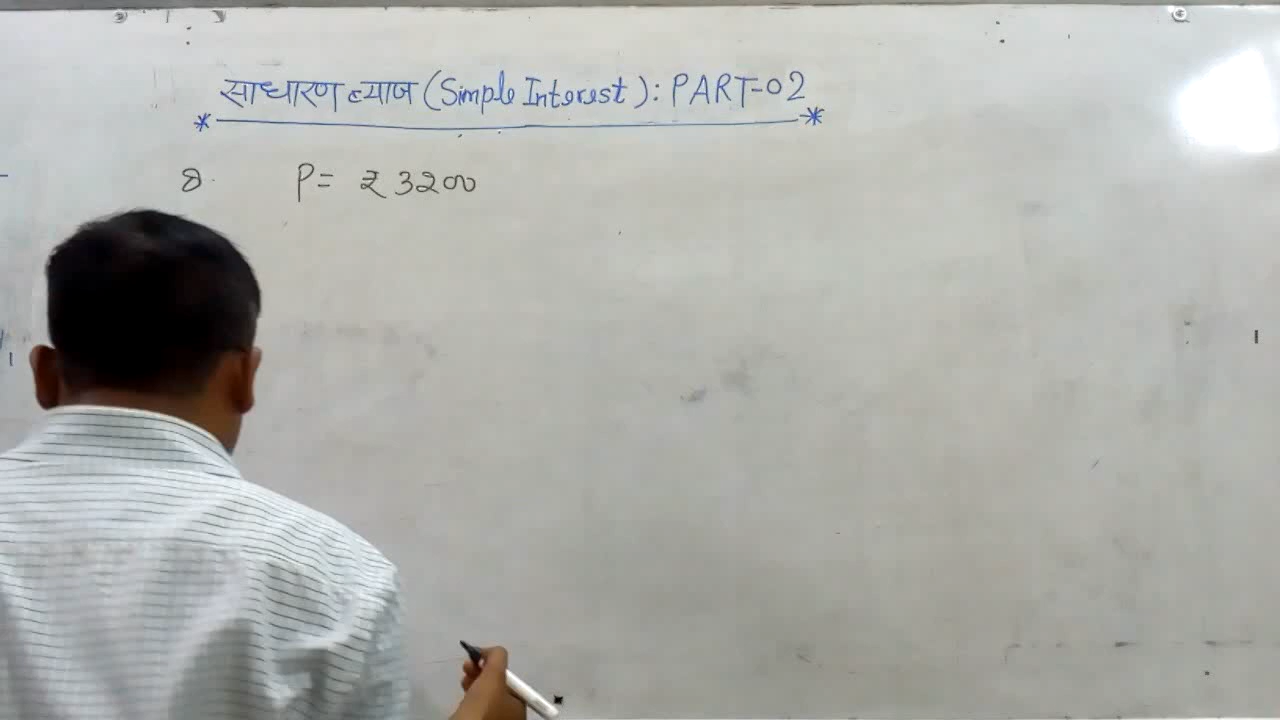 साधारण ब्याज (Simple Interest): PART-02
8. P= ₹ 3200